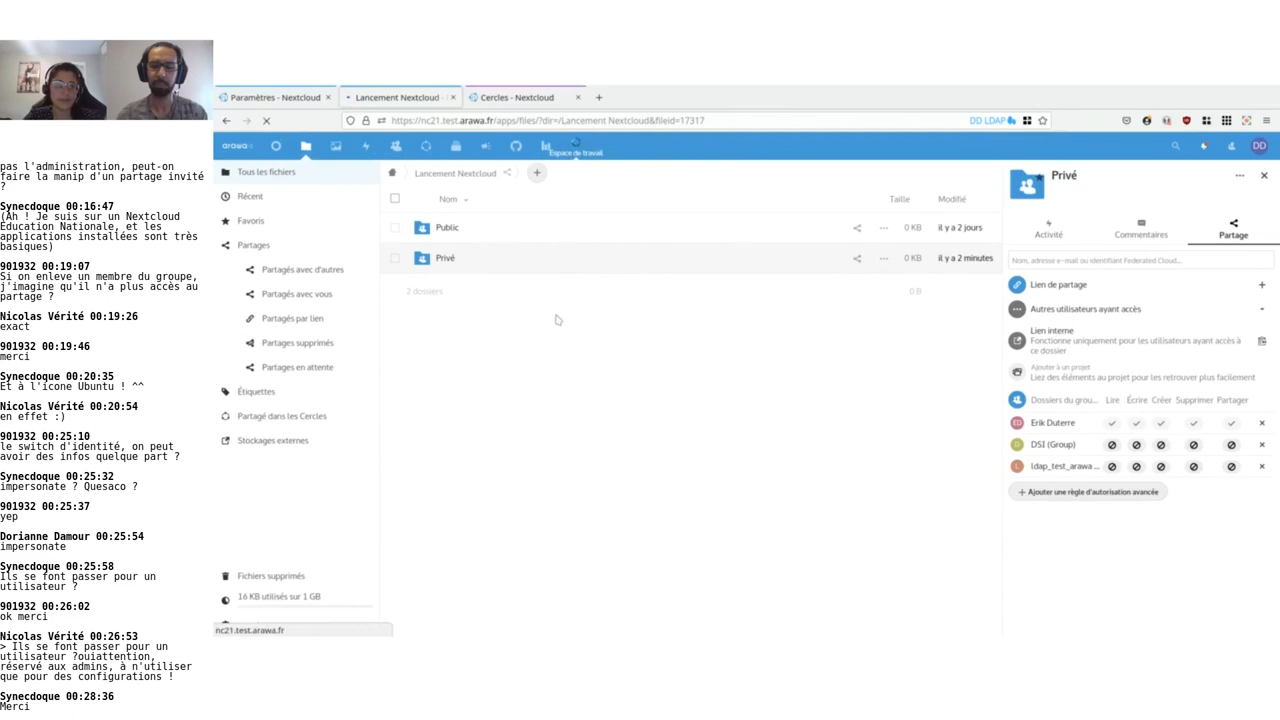 pas l'administration, peut-on
faire la manip d'un partage invité
?
Synecdoque 00:16:47
(Ah ! Je suis sur un Nextcloud
Éducation Nationale, et les
applications installées sont très
basiques)
901932 00:19:07
Si on enleve un membre du groupe,
j'imagine qu'il n'a plus accès au
partage ?
Nicolas Vérité 00:19:26
exact
901932 00:19:46
merci
Synecdoque 00:20:35
Et à l'icone Ubuntu ! ^^
Nicolas Vérité 00:20:54
en effet :)
901932 00:25:10
le switch d'identité, on peut
avoir des infos quelque part ?
Synecdoque 00:25:32
impersonate ? Quesaco ?
901932 00:25:37
yep
Dorianne Damour 00:25:54
impersonate
Synecdoque 00:25:58
Ils se font passer pour un
utilisateur ?
901932 00:26:02
ok merci
Nicolas Vérité 00:26:53
> Ils se font passer pour un
utilisateur ?ouiattention,
réservé aux admins, à n'utiliser
que pour des configurations !
Synecdoque 00:28:36
Merci
Paramètres - Nextcloud
Lancement Nextcloud -
Cercles - Nextcloud
https://nc21.test.arawa.fr/apps/files/?dir=/Lancement Nextcloud&fileid=17317
DD LDAP
arawa
Espace de travail
DD
Tous les fichiers
Récent
Favoris
Partages
Partagés avec d'autres
Partagés avec vous
Partagés par lien
Partages supprimés
Partages en attente
Étiquettes
Partagé dans les Cercles
Stockages externes
Fichiers supprimés
16 KB utilisés sur 1 GB
nc21.test.arawa.fr
Lancement Nextcloud
Nom Taille Modifié
Public 0 KB il y a 2 jours
Privé 0 KB il y a 2 minutes
2 dossiers 0 B
Privé
Activité Commentaires Partage
Nom, adresse e-mail ou identifiant Federated Cloud...
Lien de partage
Autres utilisateurs ayant accès
Lien interne
Fonctionne uniquement pour les utilisateurs ayant accès à
ce dossier
Ajouter à un projet
Liez des éléments au projet pour les retrouver plus facilement
Dossiers du grou... Lire Écrire Créer Supprimer Partager
ED Erik Duterre
D DSI (Group)
L ldap_test_arawa ...
+ Ajouter une règle d'autorisation avancée